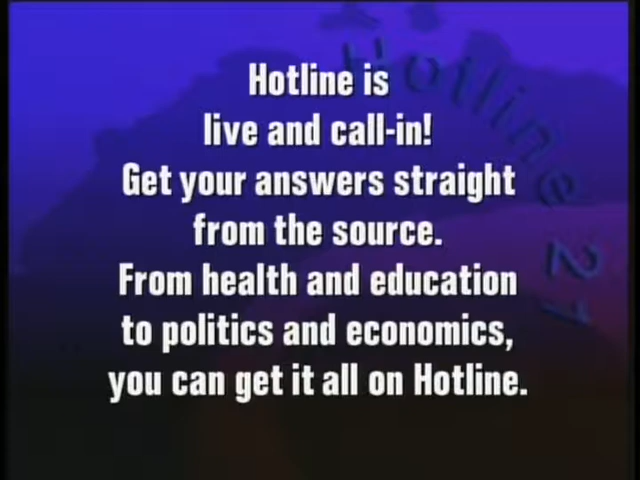 Hotline is
live and call-in!
Get your answers straight
from the source.
From health and education
to politics and economics,
you can get it all on Hotline.
Hotline 21